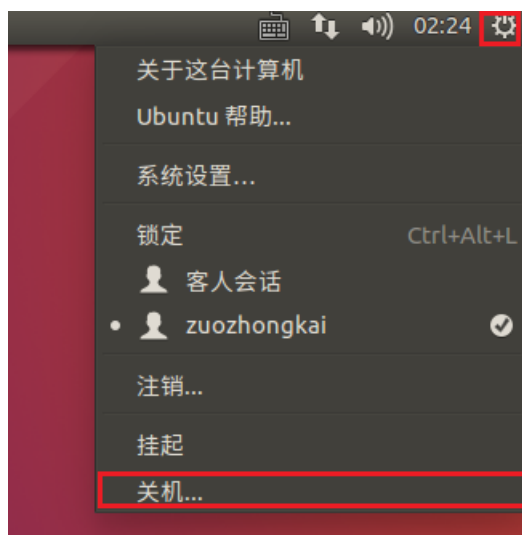 02:24
关于这台计算机
Ubuntu 帮助...
系统设置...
锁定 Ctrl+Alt+L
客人会话
zuozhongkai
注销...
挂起
关机...